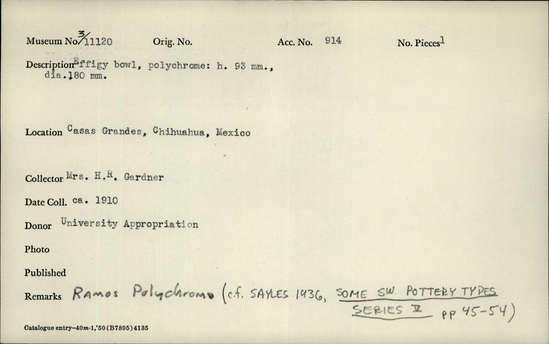 Museum No. 3/11120 Orig. No. Acc. No. 914 No. Pieces 1
Description Effigy bowl, polychrome: h. 93 mm.,
dia. 180 mm.
Location Casas Grandes, Chihuahua, Mexico
Collector Mrs. H.R. Gardner
Date Coll. ca. 1910
Donor University Appropriation
Photo
Published
Remarks Ramos Polychrome (c.f. SAYLES 1936, SOME SW. POTTERY TYPES
SERIES V pp 45-54)
Catalogue entry—40m-1,'50 (B7895) 4135